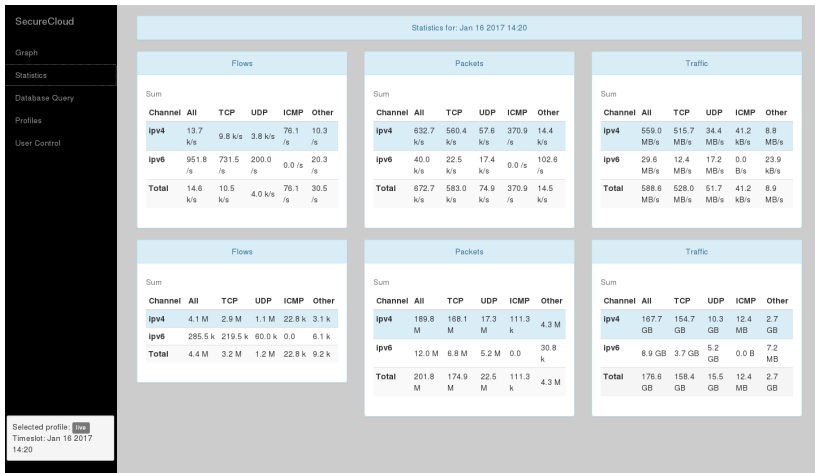 SecureCloud
Graph
Statistics
Database Query
Profiles
User Control
Selected profile: live
Timeslot: Jan 16 2017
14:20
Statistics for: Jan 16 2017 14:20
Flows
Sum
Channel All TCP UDP ICMP Other
ipv4 13.7 k/s 9.8 k/s 3.8 k/s 76.1 /s 10.3 /s
ipv6 951.8 /s 731.5 /s 200.0 /s 0.0 /s 20.3 /s
Total 14.6 k/s 10.5 k/s 4.0 k/s 76.1 /s 30.5 /s
Packets
Sum
Channel All TCP UDP ICMP Other
ipv4 632.7 k/s 560.4 k/s 57.6 k/s 370.9 /s 14.4 k/s
ipv6 40.0 k/s 22.5 k/s 17.4 k/s 0.0 /s 102.6 /s
Total 672.7 k/s 583.0 k/s 74.9 k/s 370.9 /s 14.5 k/s
Traffic
Sum
Channel All TCP UDP ICMP Other
ipv4 559.0 MB/s 515.7 MB/s 34.4 MB/s 41.2 kB/s 8.8 MB/s
ipv6 29.6 MB/s 12.4 MB/s 17.2 MB/s 0.0 B/s 23.9 kB/s
Total 588.6 MB/s 528.0 MB/s 51.7 MB/s 41.2 kB/s 8.9 MB/s
Flows
Sum
Channel All TCP UDP ICMP Other
ipv4 4.1 M 2.9 M 1.1 M 22.8 k 3.1 k
ipv6 285.5 k 219.5 k 60.0 k 0.0 6.1 k
Total 4.4 M 3.2 M 1.2 M 22.8 k 9.2 k
Packets
Sum
Channel All TCP UDP ICMP Other
ipv4 189.8 M 168.1 M 17.3 M 111.3 k 4.3 M
ipv6 12.0 M 6.8 M 5.2 M 0.0 30.8 k
Total 201.8 M 174.9 M 22.5 M 111.3 k 4.3 M
Traffic
Sum
Channel All TCP UDP ICMP Other
ipv4 167.7 GB 154.7 GB 10.3 GB 12.4 MB 2.7 GB
ipv6 8.9 GB 3.7 GB 5.2 GB 0.0 B 7.2 MB
Total 176.6 GB 158.4 GB 15.5 GB 12.4 MB 2.7 GB